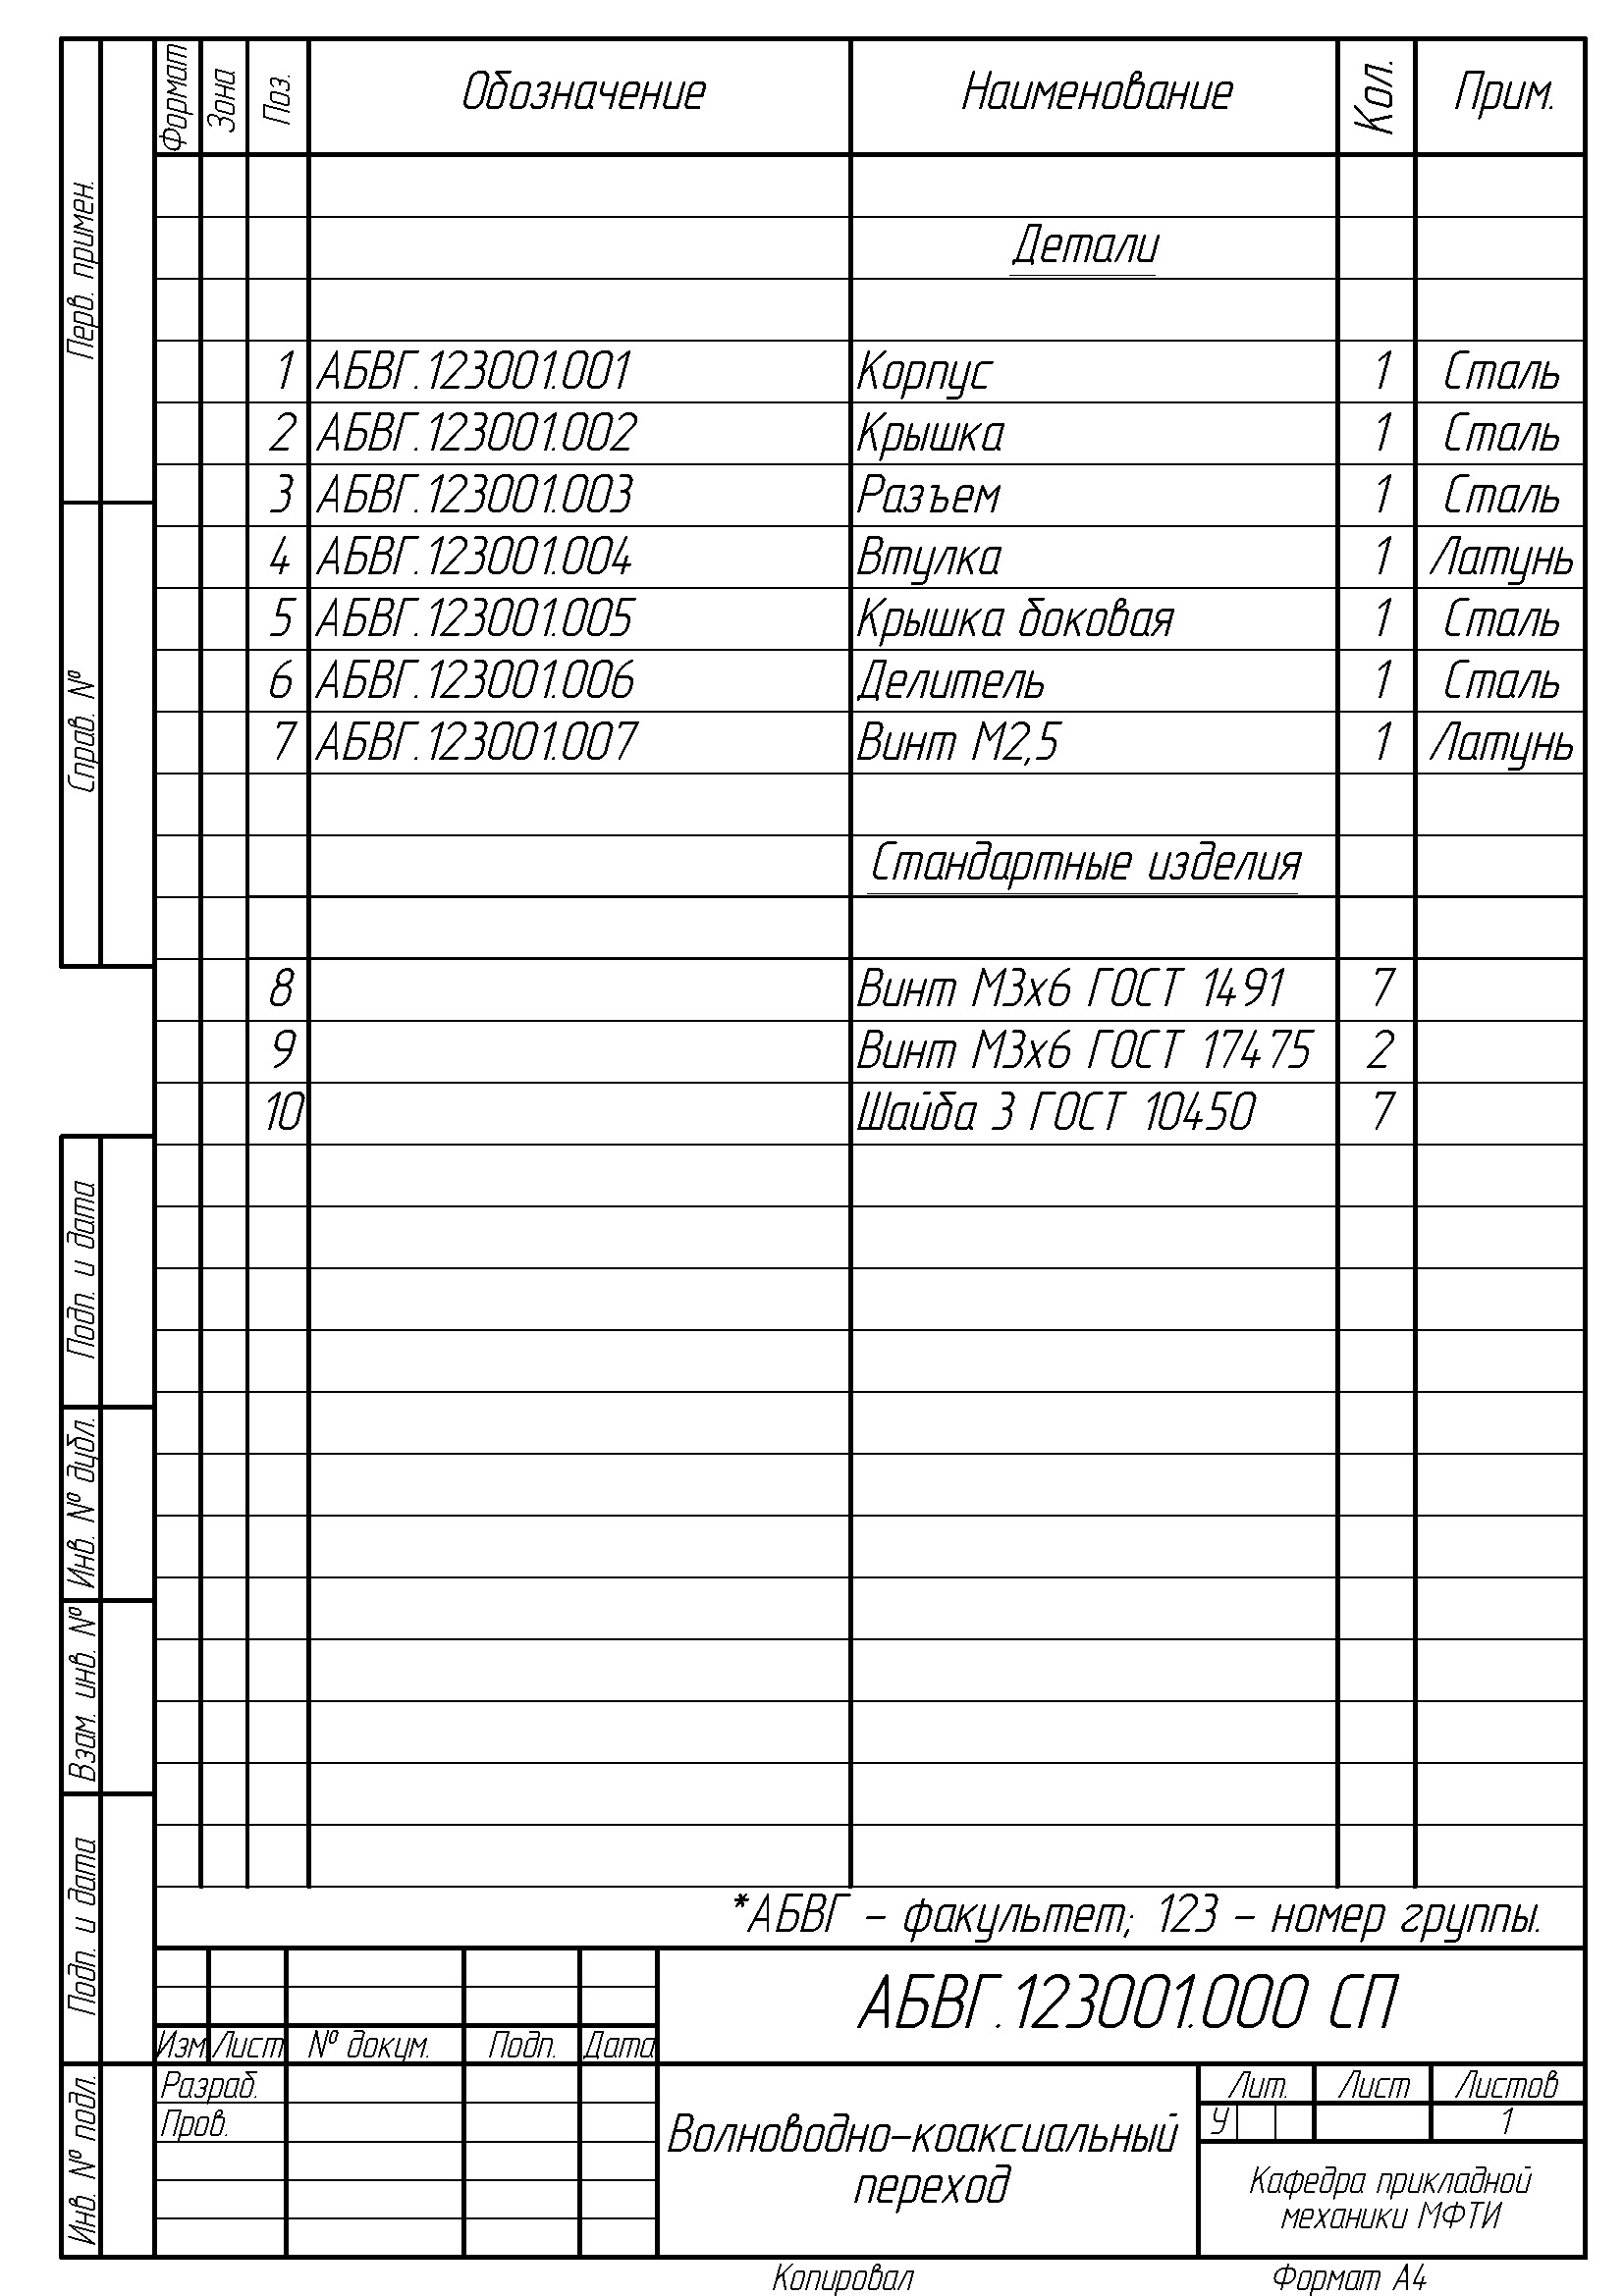 Формат Зона Поз. Обозначение Наименование Кол. Прим.
Детали
1 АБВГ.123001.001 Корпус 1 Сталь
2 АБВГ.123001.002 Крышка 1 Сталь
3 АБВГ.123001.003 Разъем 1 Сталь
4 АБВГ.123001.004 Втулка 1 Латунь
5 АБВГ.123001.005 Крышка боковая 1 Сталь
6 АБВГ.123001.006 Делитель 1 Сталь
7 АБВГ.123001.007 Винт М2,5 1 Латунь
Стандартные изделия
8 Винт М3х6 ГОСТ 1491 7
9 Винт М3х6 ГОСТ 17475 2
10 Шайба 3 ГОСТ 10450 7
*АБВГ – факультет; 123 – номер группы.
Перв. примен.
Справ. №
Подп. и дата
Инв. № дубл.
Взам. инв. №
Подп. и дата
Инв. № подл.
АБВГ.123001.000 СП
Изм. Лист № докум. Подп. Дата
Разраб.
Пров.
Волноводно-коаксиальный
переход
Лит. Лист Листов
У 1
Кафедра прикладной
механики МФТИ
Копировал Формат А4